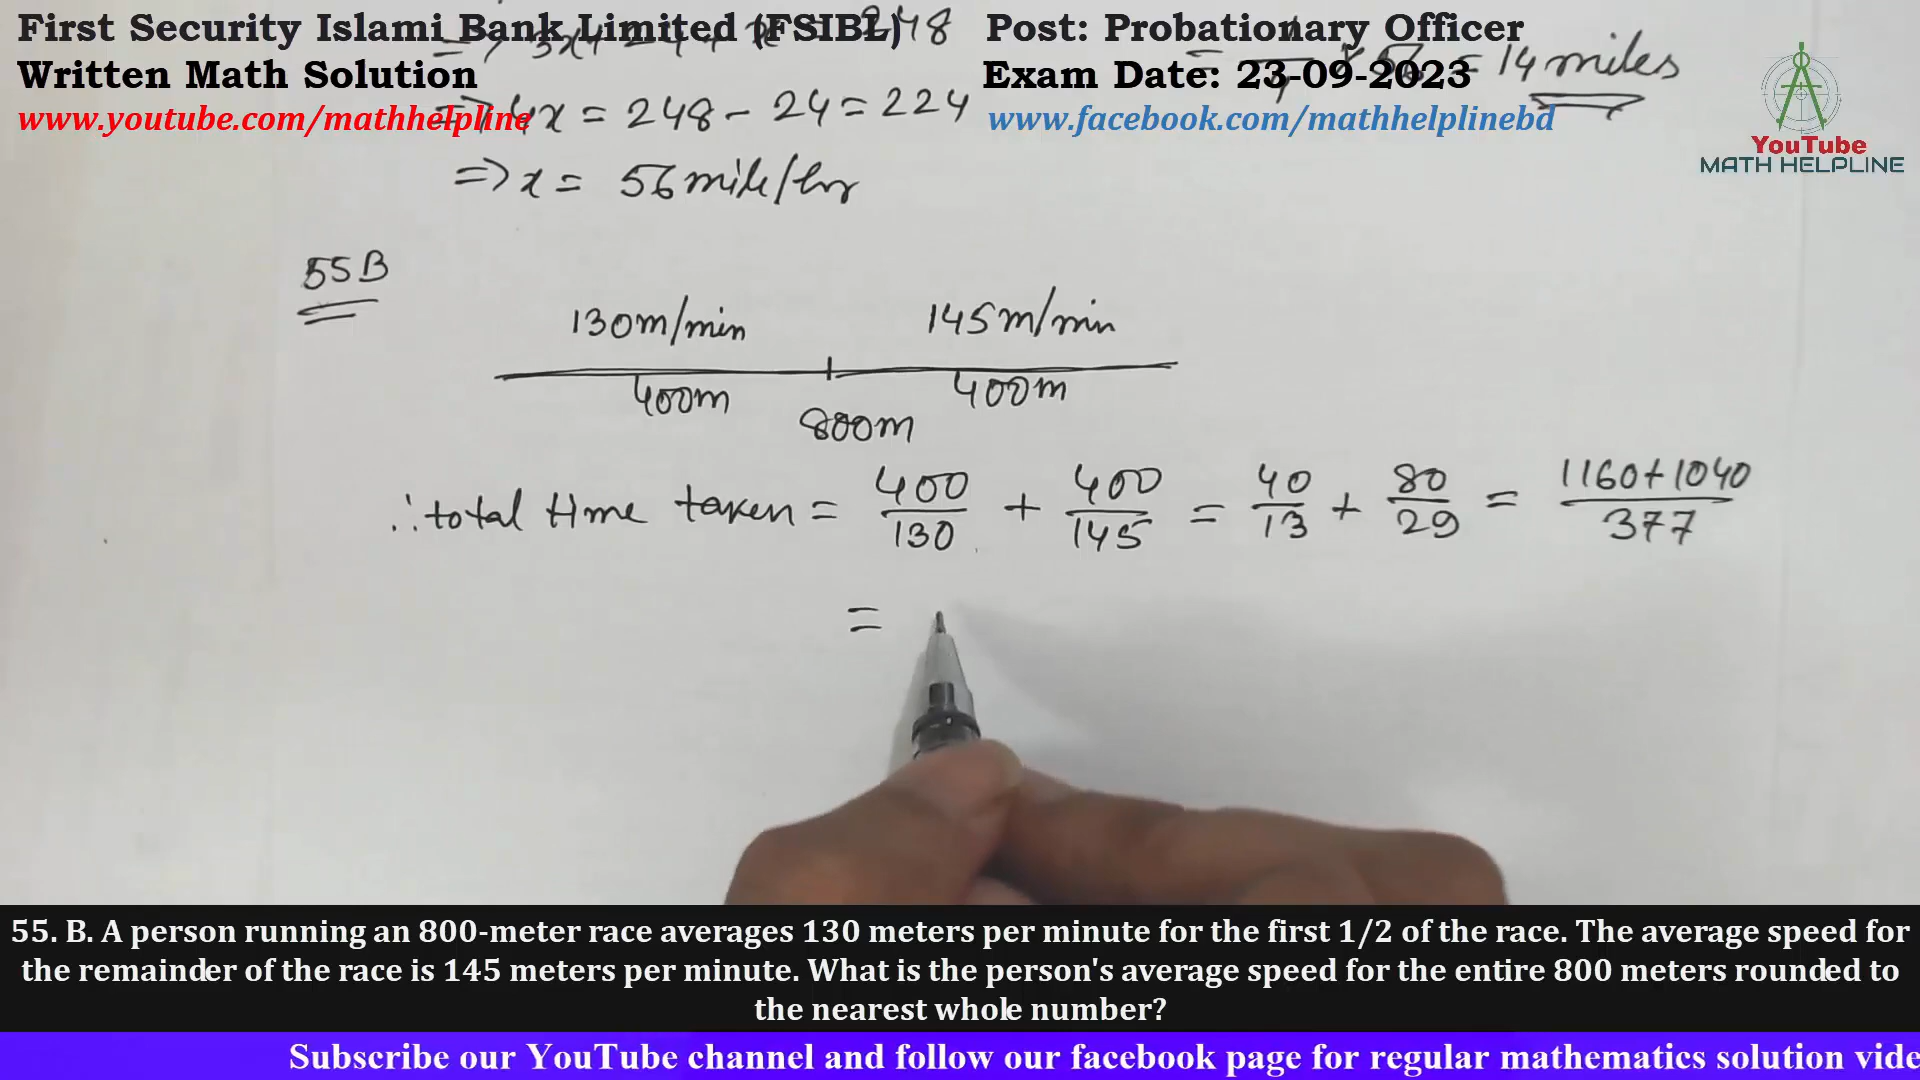 First Security Islami Bank Limited (FSIBL) Post: Probationary Officer
Written Math Solution Exam Date: 23-09-2023
www.youtube.com/mathhelpline www.facebook.com/mathhelplinebd
YouTube
MATH HELPLINE
= 248
= 14 miles
=> 4x = 248 - 24 = 224
=> x = 56 mile/hr
55B
130m/min 145m/min
400m 400m
800m
∴ total time taken = 400/130 + 400/145 = 40/13 + 80/29 = 1160+1040/377
=
55. B. A person running an 800-meter race averages 130 meters per minute for the first 1/2 of the race. The average speed for
the remainder of the race is 145 meters per minute. What is the person's average speed for the entire 800 meters rounded to
the nearest whole number?
Subscribe our YouTube channel and follow our facebook page for regular mathematics solution vide